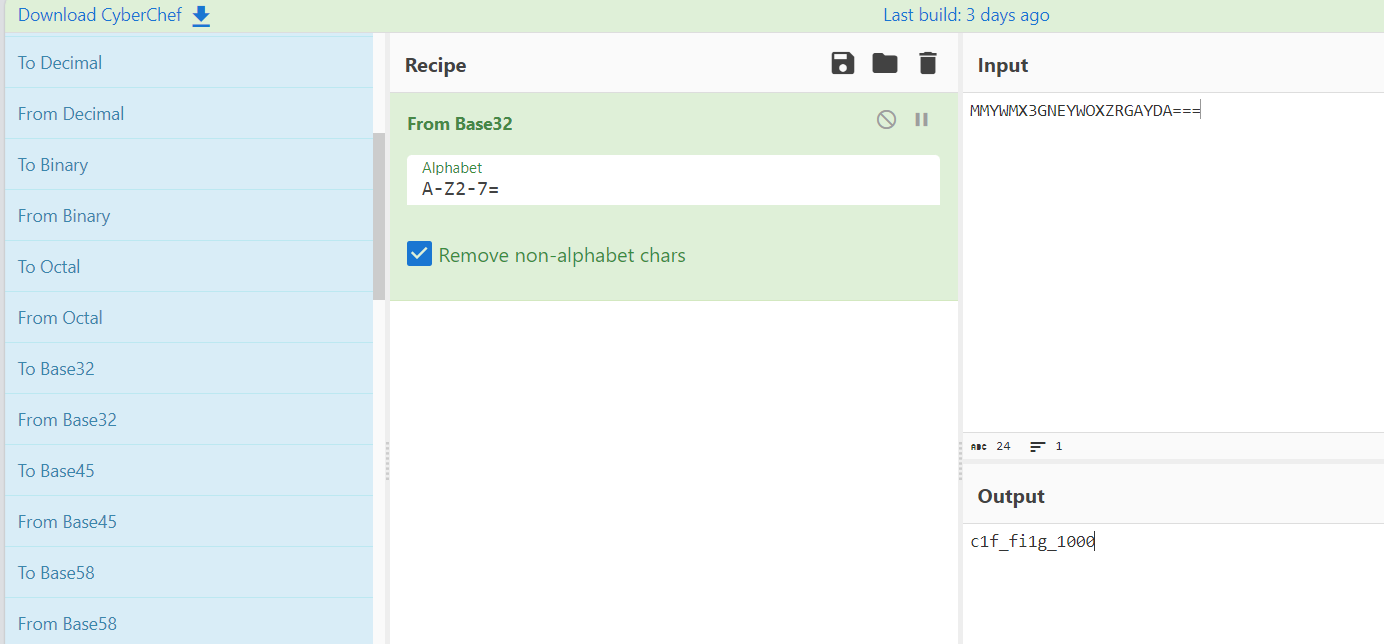 Download CyberChef
Last build: 3 days ago
To Decimal
From Decimal
To Binary
From Binary
To Octal
From Octal
To Base32
From Base32
To Base45
From Base45
To Base58
From Base58
Recipe
From Base32
Alphabet
A-Z2-7=
Remove non-alphabet chars
Input
MMYWMX3GNEYWOXZRGAYDA===
ABC 24 1
Output
c1f_fi1g_1000